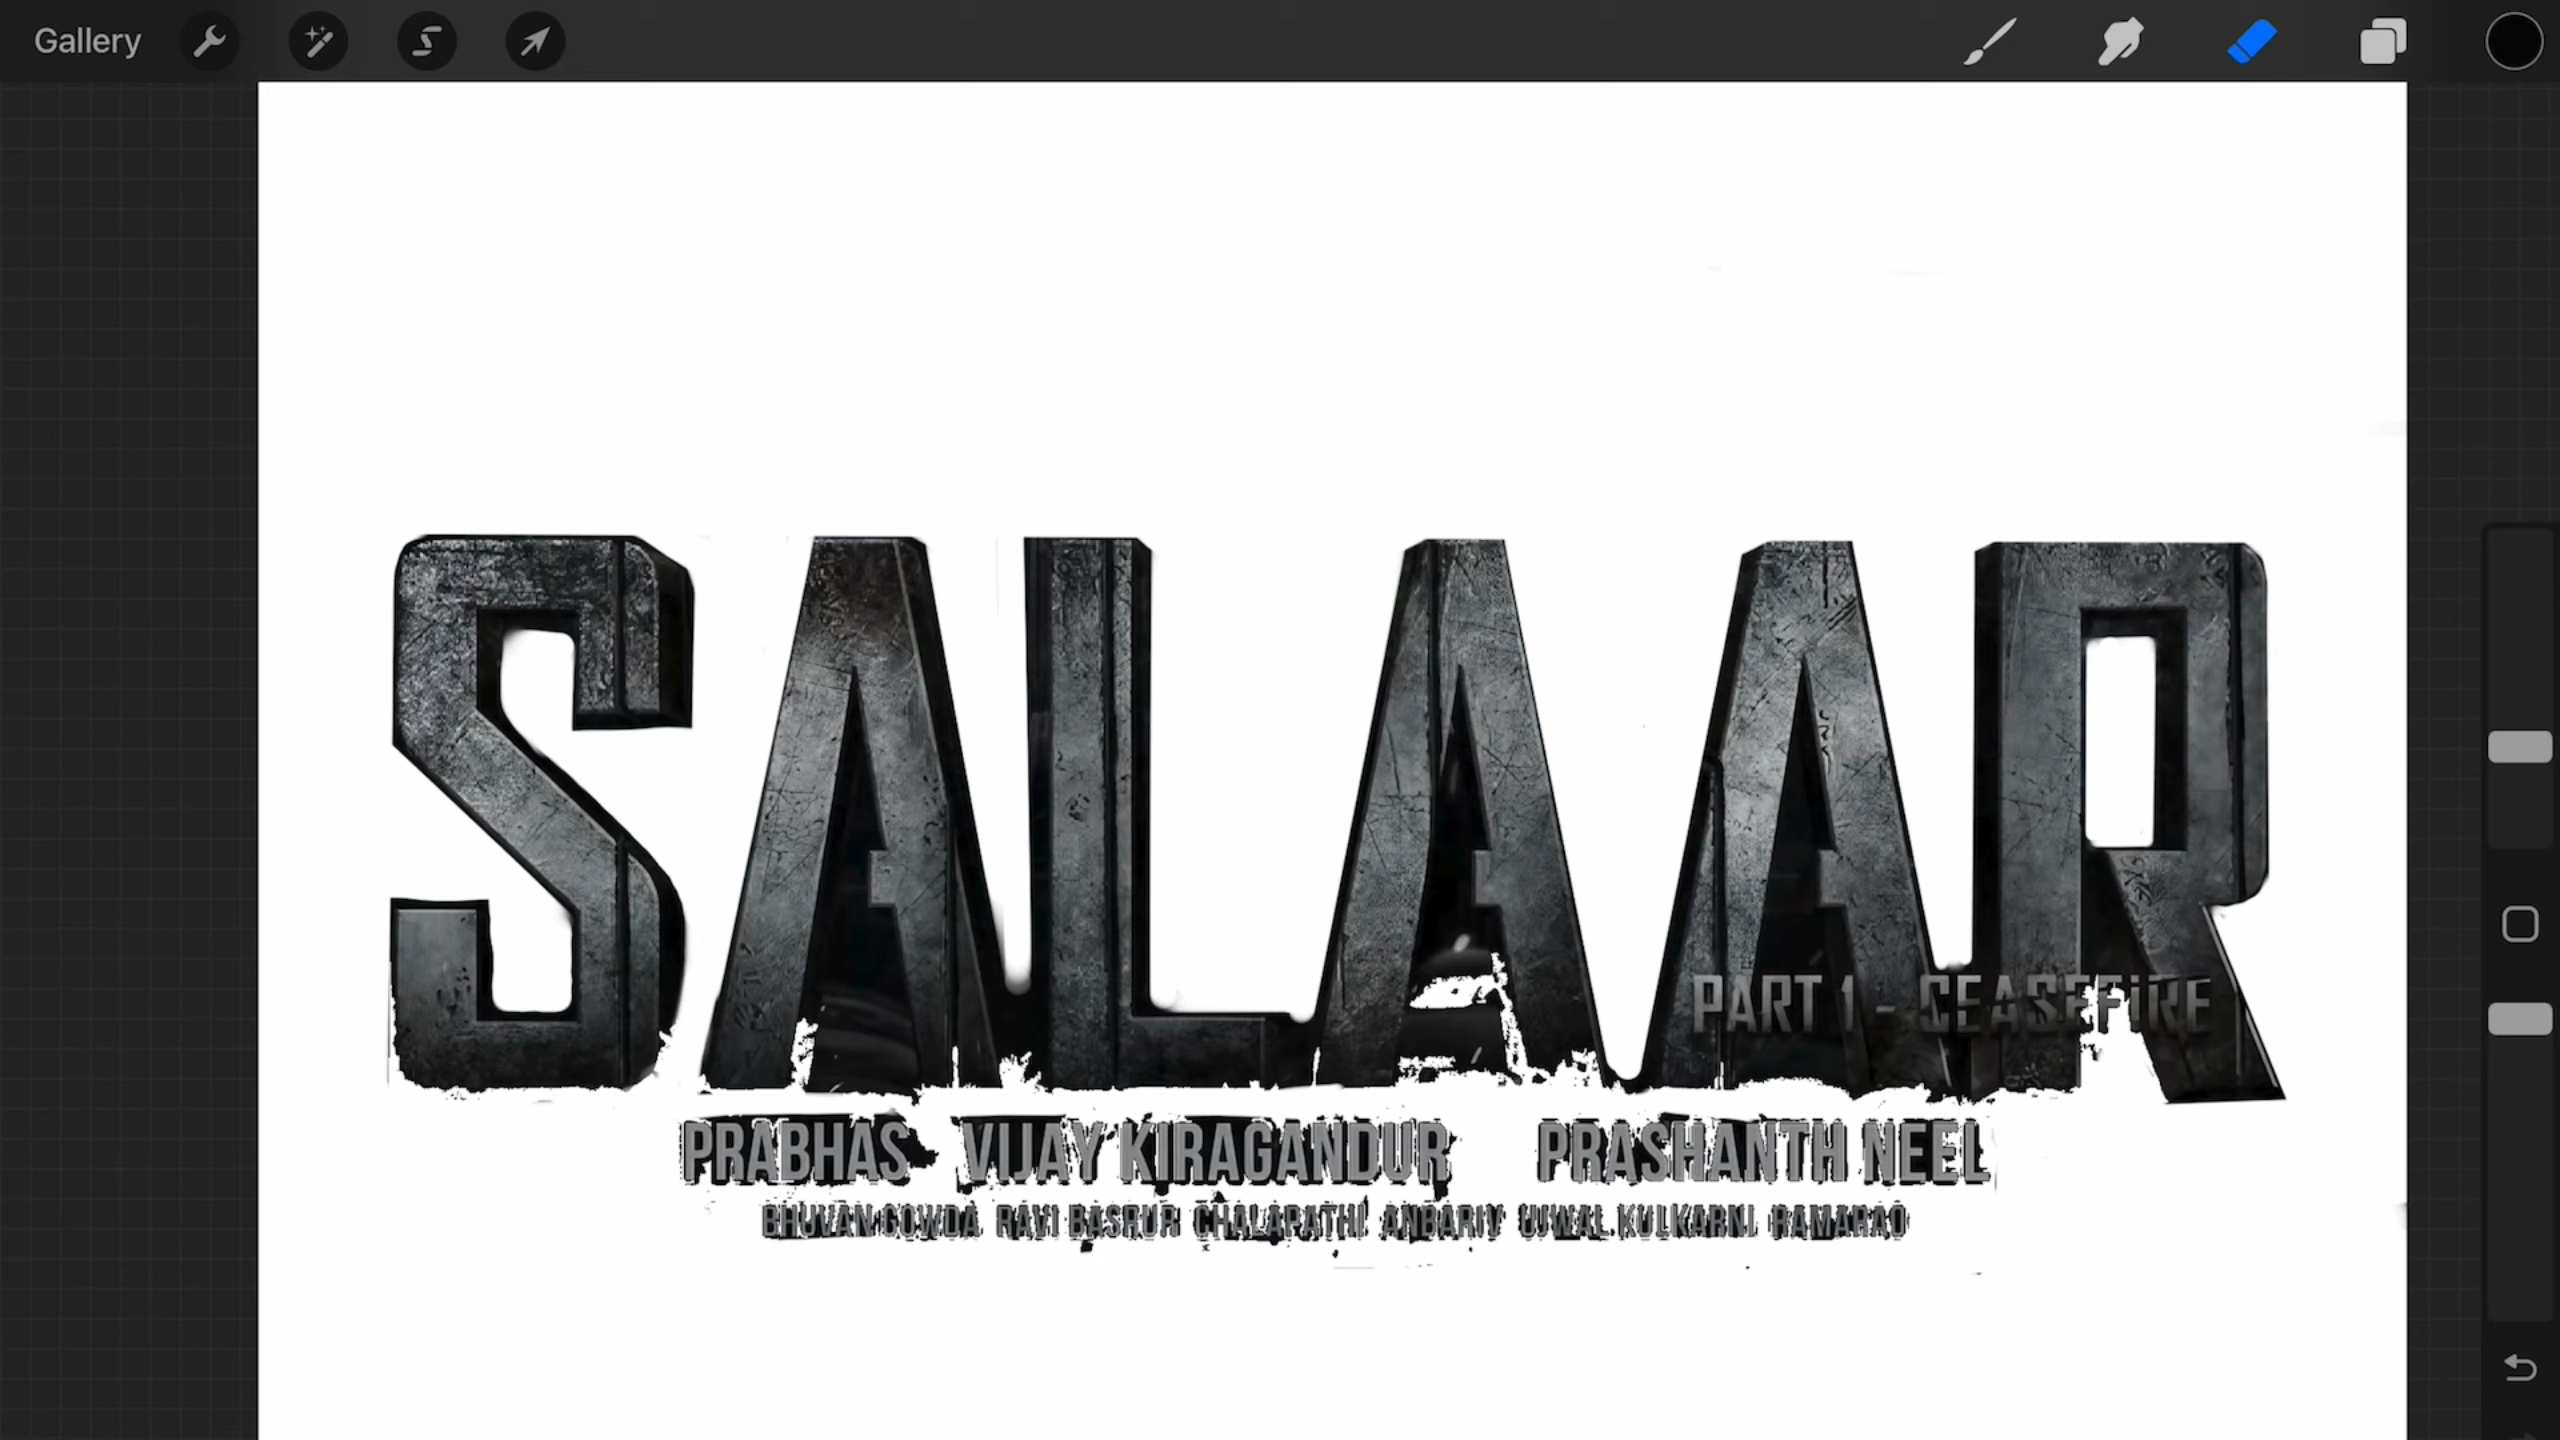 Gallery
SALAAR
PART 1 - CEASEFIRE
PRABHAS VIJAY KIRAGANDUR PRASHANTH NEEL
BHUVAN GOWDA RAVI BASRUR CHALAPATHI ANBARIV UJWAL KULKARNI RAMARAO